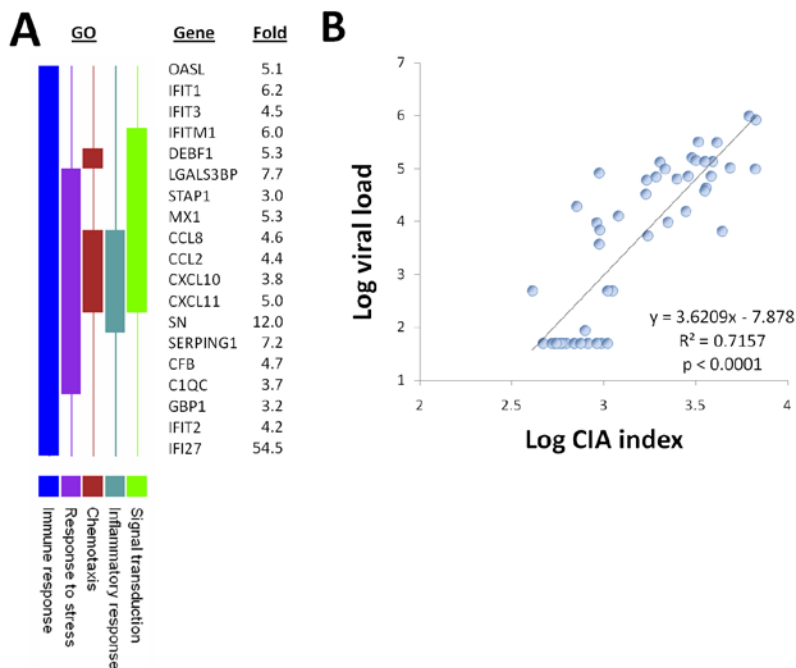 A
GO Gene Fold
OASL 5.1
IFIT1 6.2
IFIT3 4.5
IFITM1 6.0
DEBF1 5.3
LGALS3BP 7.7
STAP1 3.0
MX1 5.3
CCL8 4.6
CCL2 4.4
CXCL10 3.8
CXCL11 5.0
SN 12.0
SERPING1 7.2
CFB 4.7
C1QC 3.7
GBP1 3.2
IFIT2 4.2
IFI27 54.5
Immune response
Response to stress
Chemotaxis
Inflammatory response
Signal transduction
B
Log viral load
7
6
5
4
3
2
1
y = 3.6209x - 7.878
R² = 0.7157
p < 0.0001
2 2.5 3 3.5 4
Log CIA index